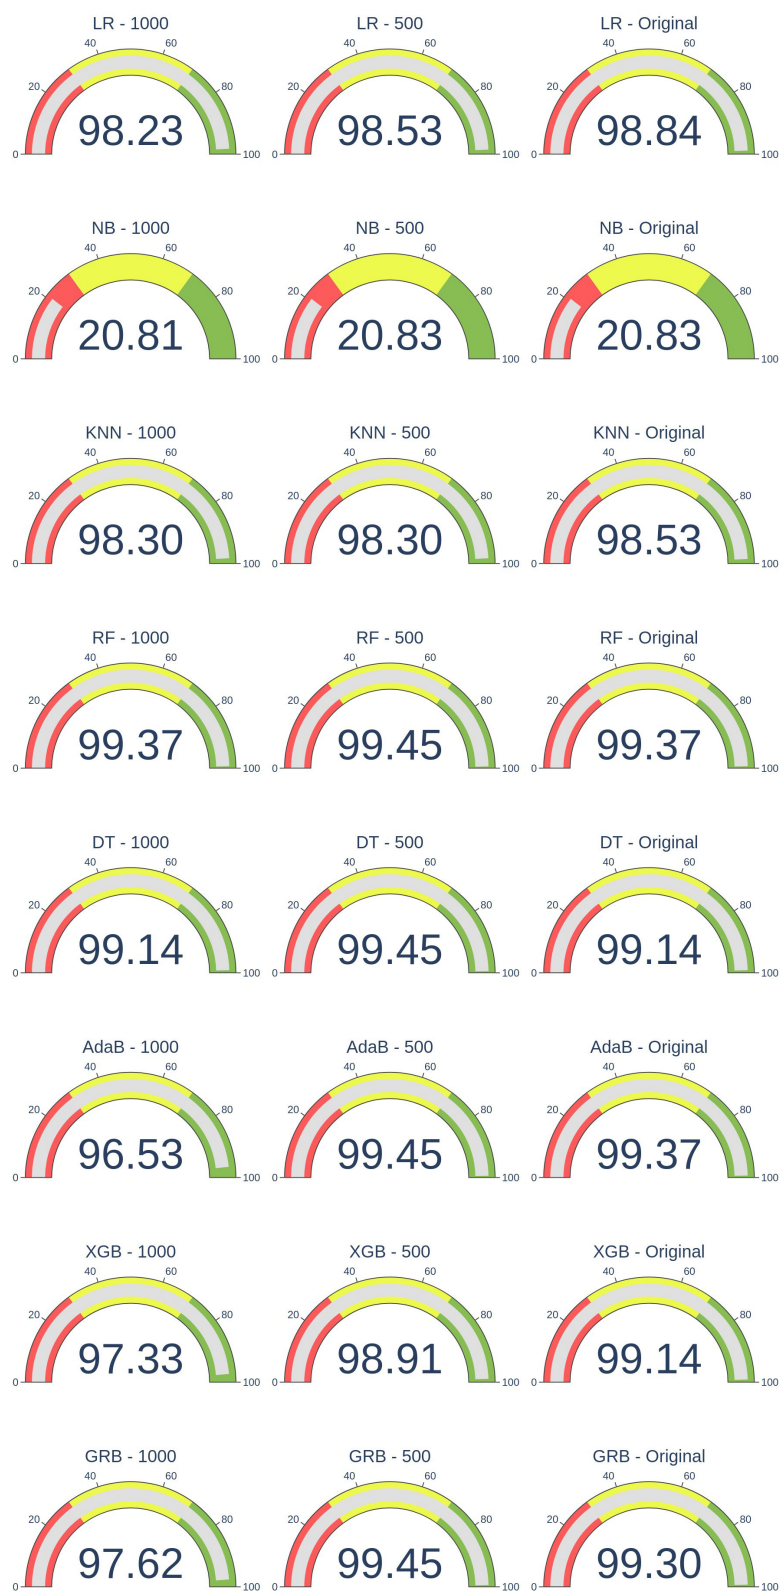 LR - 1000 LR - 500 LR - Original
40 60 40 60 40 60
20 80 20 80 20 80
98.23 98.53 98.84
0 100 0 100 0 100
NB - 1000 NB - 500 NB - Original
40 60 40 60 40 60
20 80 20 80 20 80
20.81 20.83 20.83
0 100 0 100 0 100
KNN - 1000 KNN - 500 KNN - Original
40 60 40 60 40 60
20 80 20 80 20 80
98.30 98.30 98.53
0 100 0 100 0 100
RF - 1000 RF - 500 RF - Original
40 60 40 60 40 60
20 80 20 80 20 80
99.37 99.45 99.37
0 100 0 100 0 100
DT - 1000 DT - 500 DT - Original
40 60 40 60 40 60
20 80 20 80 20 80
99.14 99.45 99.14
0 100 0 100 0 100
AdaB - 1000 AdaB - 500 AdaB - Original
40 60 40 60 40 60
20 80 20 80 20 80
96.53 99.45 99.37
0 100 0 100 0 100
XGB - 1000 XGB - 500 XGB - Original
40 60 40 60 40 60
20 80 20 80 20 80
97.33 98.91 99.14
0 100 0 100 0 100
GRB - 1000 GRB - 500 GRB - Original
40 60 40 60 40 60
20 80 20 80 20 80
97.62 99.45 99.30
0 100 0 100 0 100